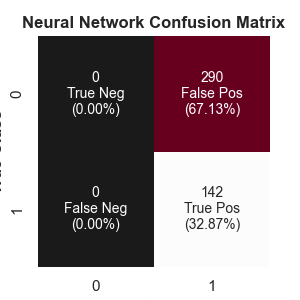 Neural Network Confusion Matrix
0
0
True Neg
(0.00%)
290
False Pos
(67.13%)
1
0
False Neg
(0.00%)
142
True Pos
(32.87%)
0
1